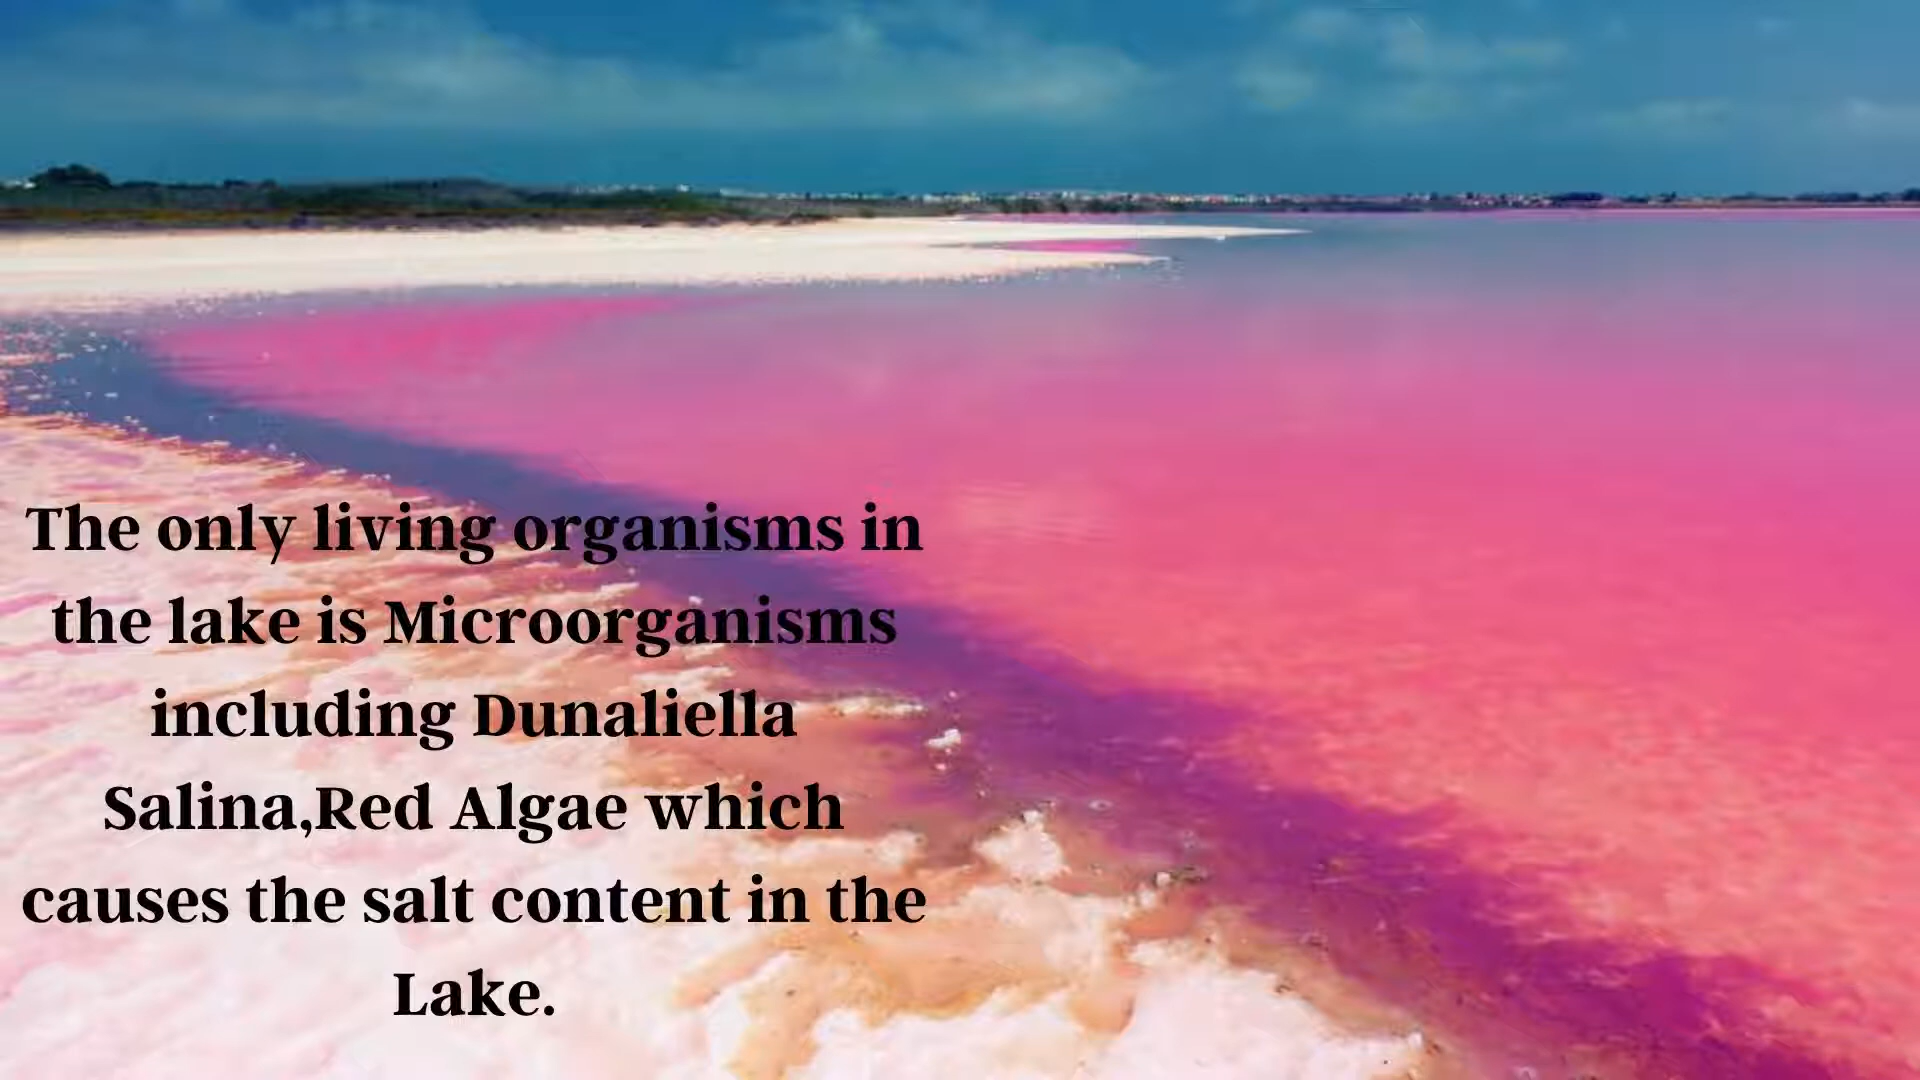 The only living organisms in
the lake is Microorganisms
including Dunaliella
Salina,Red Algae which
causes the salt content in the
Lake.